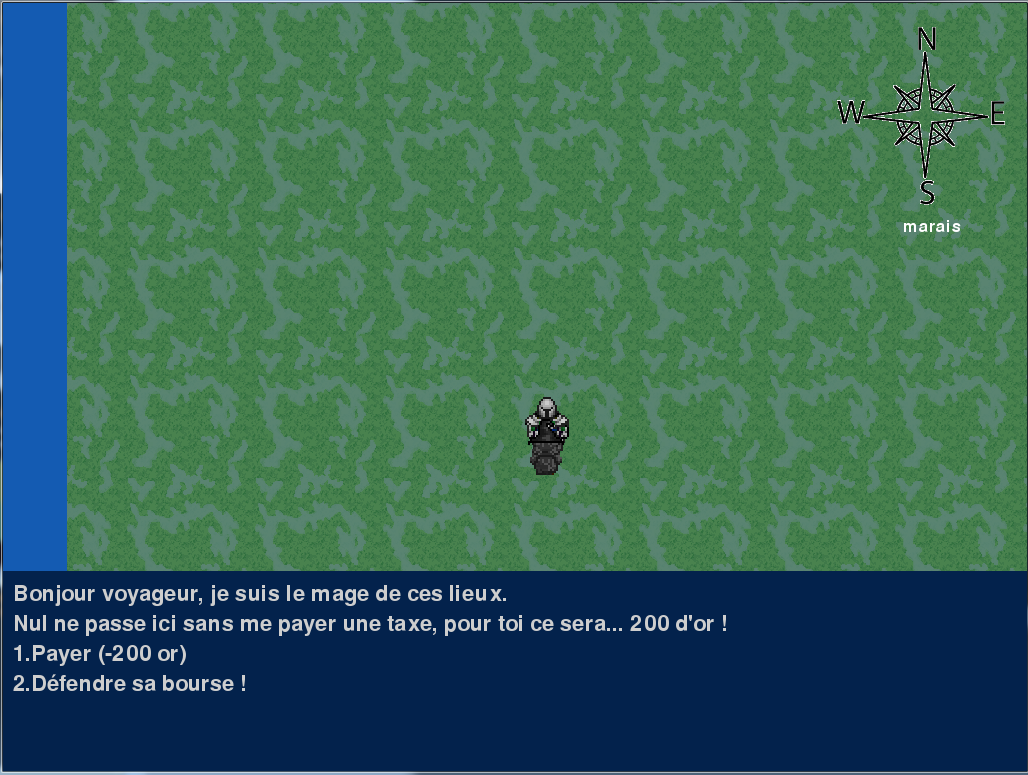 N
W E
S
marais
Bonjour voyageur, je suis le mage de ces lieux.
Nul ne passe ici sans me payer une taxe, pour toi ce sera... 200 d'or !
1.Payer (-200 or)
2.Défendre sa bourse !